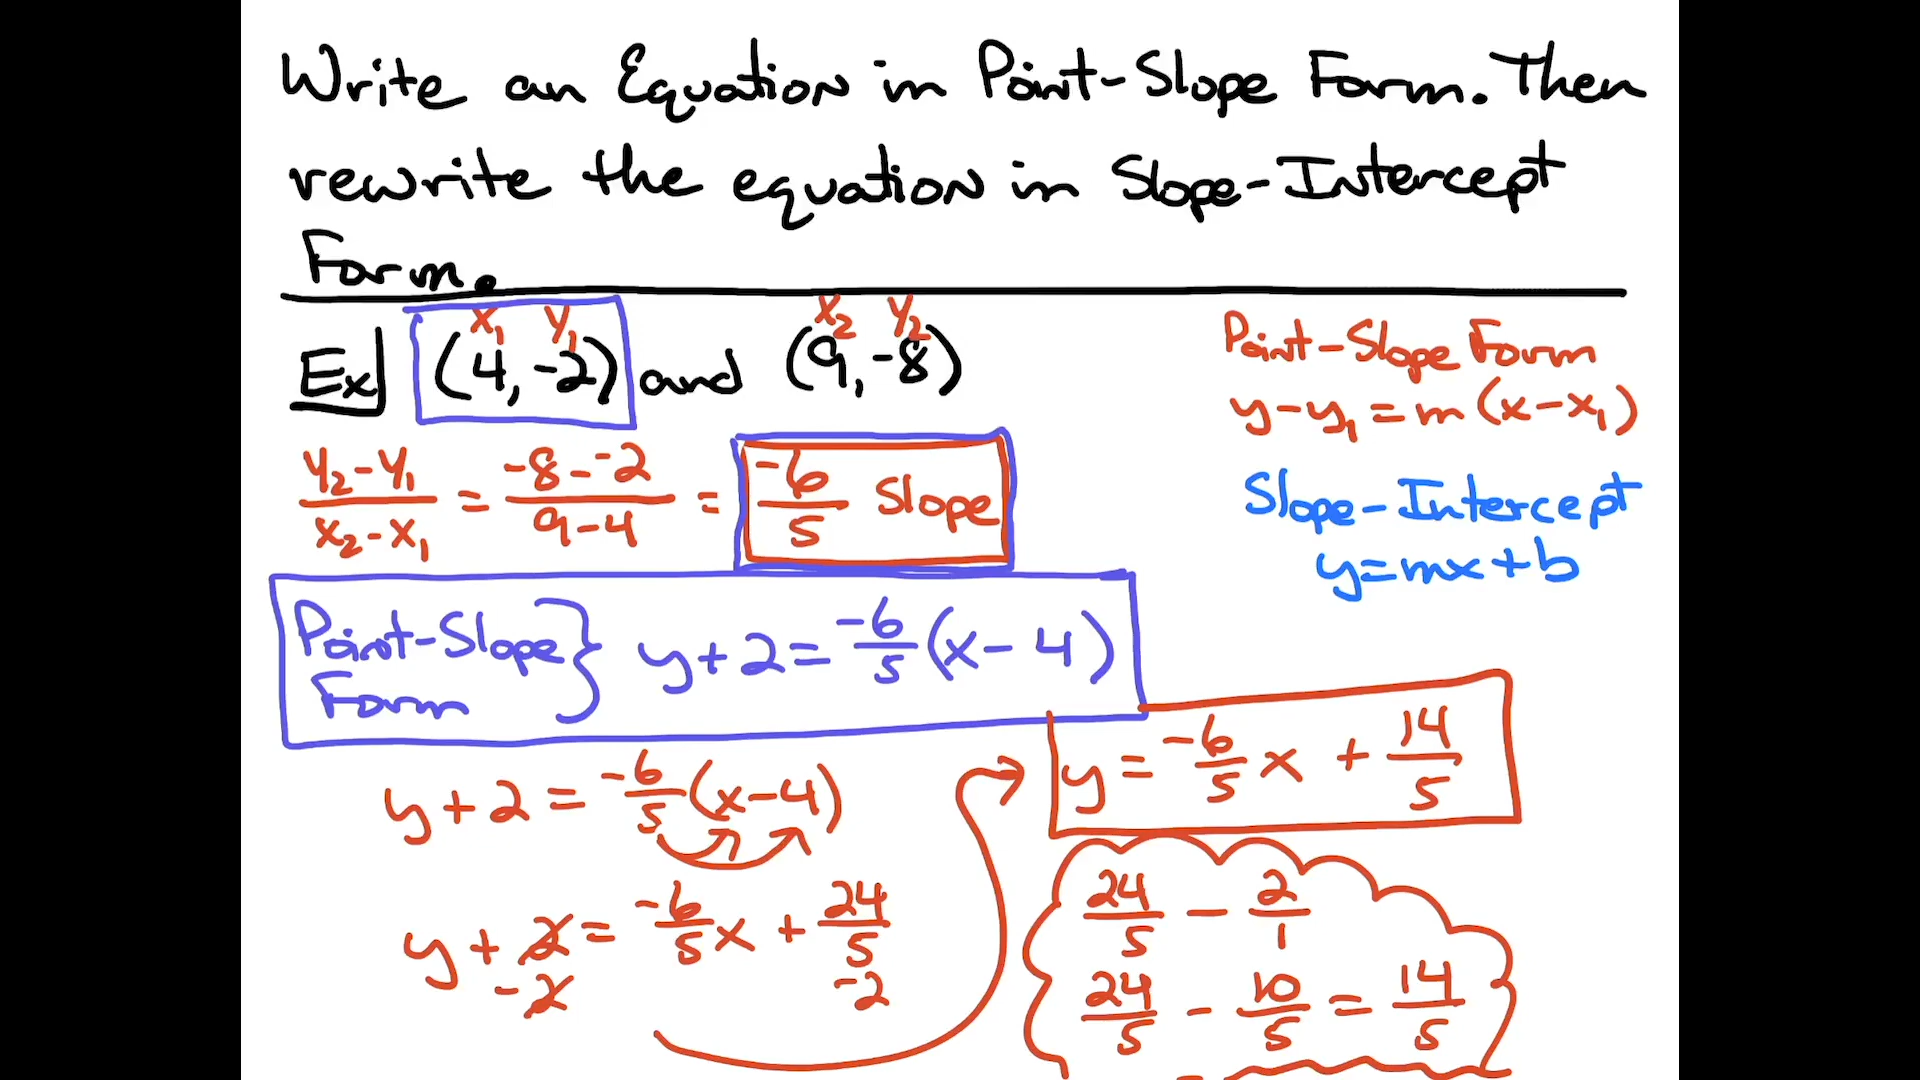 Write an Equation in Point-Slope Form. Then
rewrite the equation in Slope-Intercept
Form.
x₁ y₁ x₂ y₂
Ex (4, -2) and (9, -8)
Point-Slope Form
y-y₁ = m(x-x₁)
Slope-Intercept
y=mx+b
y₂-y₁/x₂-x₁ = -8--2/9-4 = -6/5 Slope
Point-Slope Form } y+2 = -6/5(x-4)
y+2 = -6/5(x-4)
y+2 = -6/5x + 24/5
-2 -2
y = -6/5x + 14/5
24/5 - 2/1
24/5 - 10/5 = 14/5